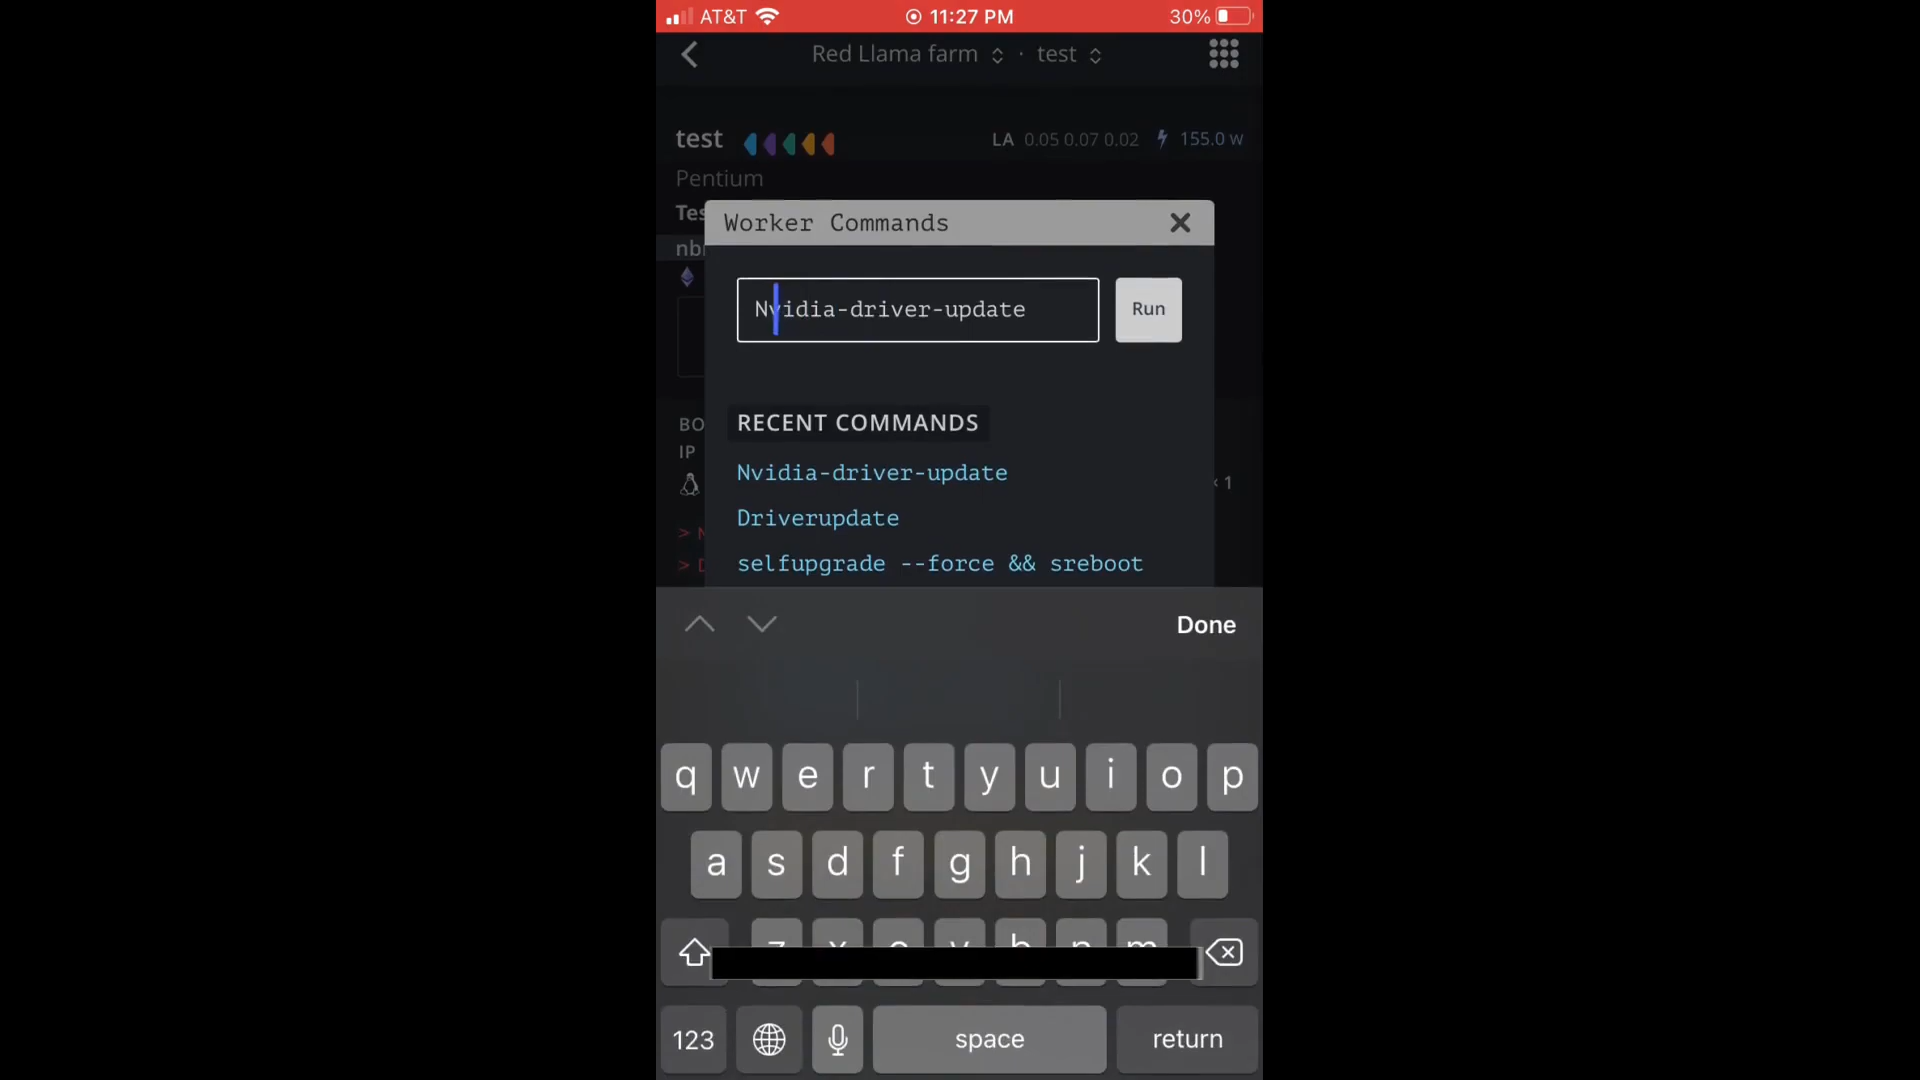 AT&T 11:27 PM 30%
Red Llama farm · test
test LA 0.05 0.07 0.02 155.0 W
Pentium
Worker Commands
Nvidia-driver-update Run
RECENT COMMANDS
IP
Nvidia-driver-update
Driverupdate
selfupgrade --force && sreboot
Done
q w e r t y u i o p
a s d f g h j k l
z x c v b n m
123 space return